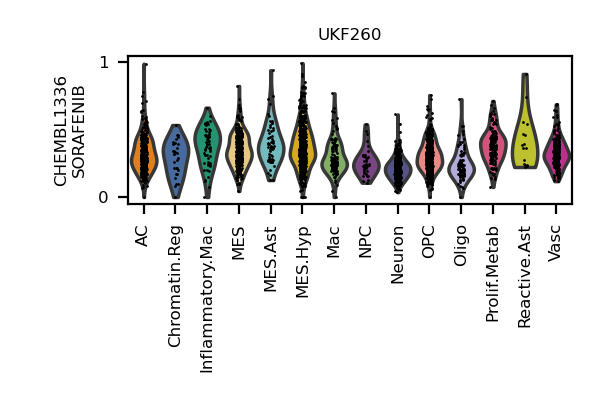 UKF260
CHEMBL1336
SORAFENIB
1
0
AC
Chromatin.Reg
Inflammatory.Mac
MES
MES.Ast
MES.Hyp
Mac
NPC
Neuron
OPC
Oligo
Prolif.Metab
Reactive.Ast
Vasc